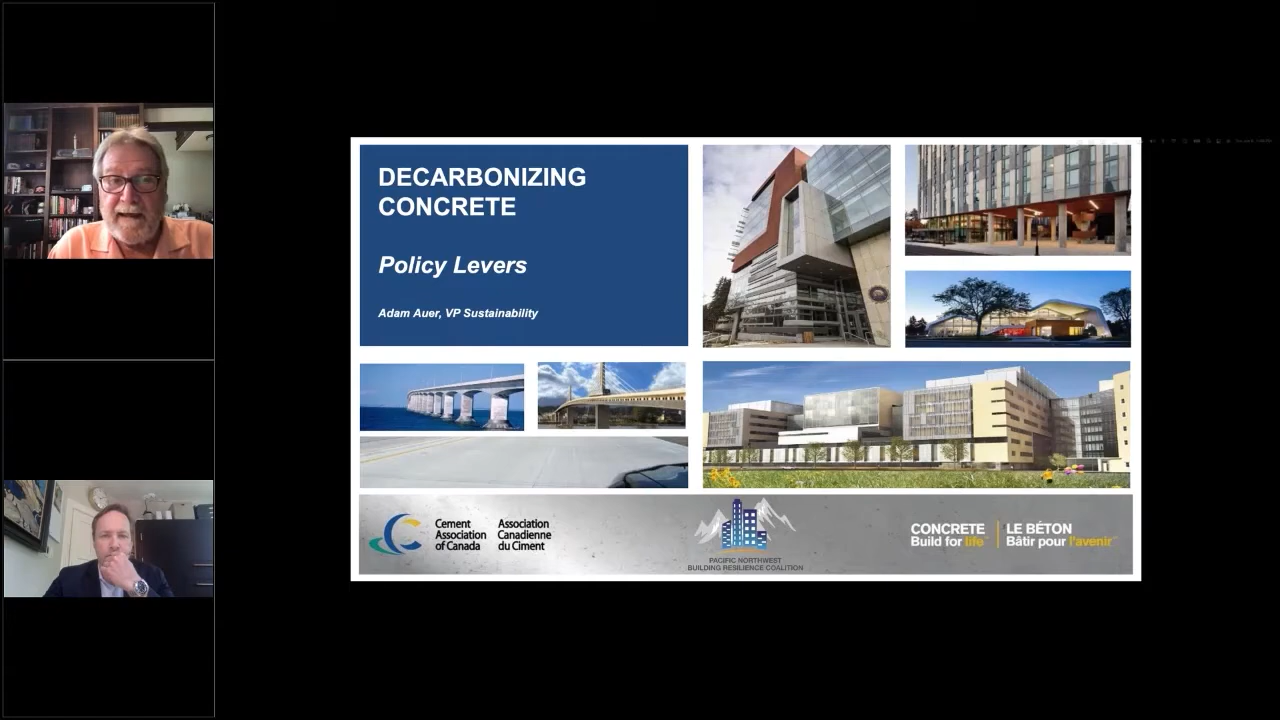 DECARBONIZING
CONCRETE
Policy Levers
Adam Auer, VP Sustainability
Cement
Association
of Canada
Association
Canadienne
du Ciment
PACIFIC NORTHWEST
BUILDING RESILIENCE COALITION
CONCRETE
Build for life
LE BÉTON
Bâtir pour l'avenir